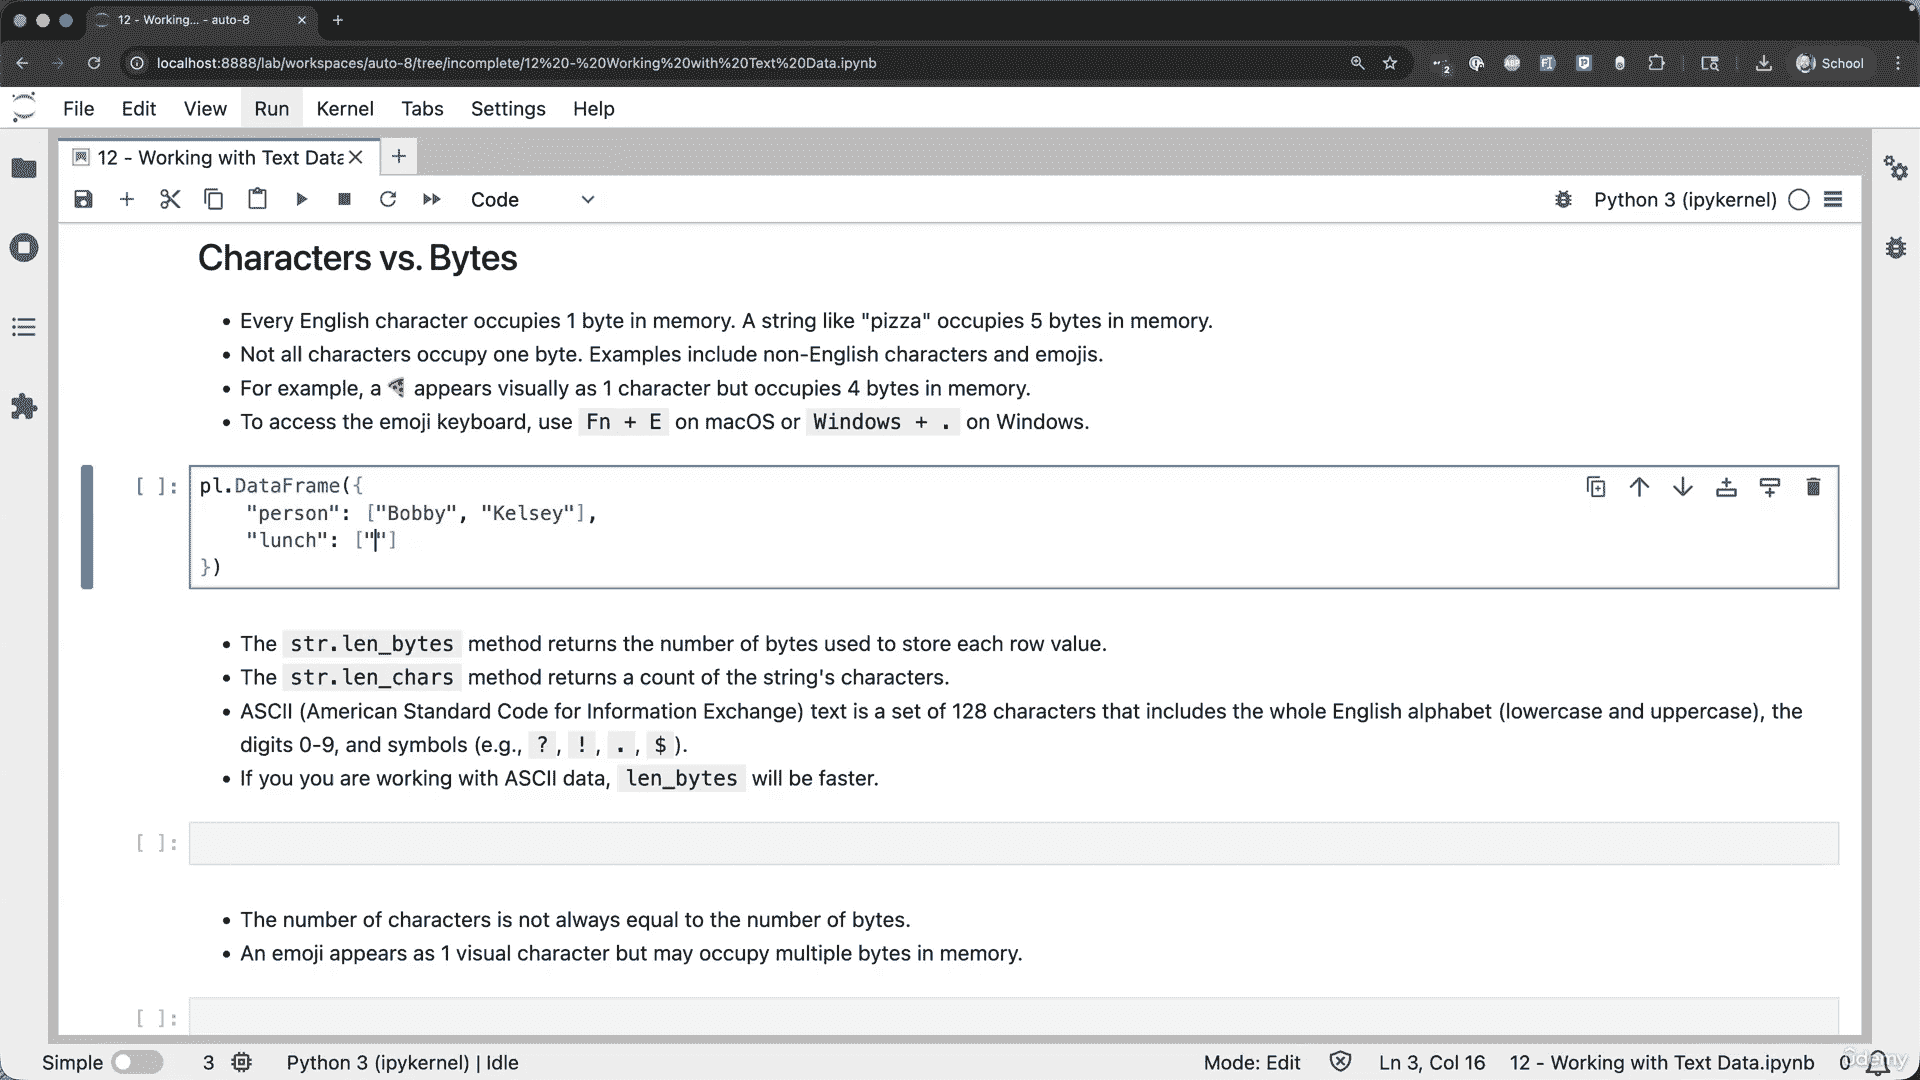 12 - Working... - auto-8
localhost:8888/lab/workspaces/auto-8/tree/incomplete/12%20-%20Working%20with%20Text%20Data.ipynb
2
ABP
School
File Edit View Run Kernel Tabs Settings Help
12 - Working with Text Data
Code
Python 3 (ipykernel)
Characters vs. Bytes
• Every English character occupies 1 byte in memory. A string like "pizza" occupies 5 bytes in memory.
• Not all characters occupy one byte. Examples include non-English characters and emojis.
• For example, a 🍕 appears visually as 1 character but occupies 4 bytes in memory.
• To access the emoji keyboard, use Fn + E on macOS or Windows + . on Windows.
[ ]: pl.DataFrame({
"person": ["Bobby", "Kelsey"],
"lunch": [""]
})
• The str.len_bytes method returns the number of bytes used to store each row value.
• The str.len_chars method returns a count of the string's characters.
• ASCII (American Standard Code for Information Exchange) text is a set of 128 characters that includes the whole English alphabet (lowercase and uppercase), the
digits 0-9, and symbols (e.g., ?, !, ., $).
• If you you are working with ASCII data, len_bytes will be faster.
[ ]:
• The number of characters is not always equal to the number of bytes.
• An emoji appears as 1 visual character but may occupy multiple bytes in memory.
[ ]:
Simple 3 Python 3 (ipykernel) | Idle Mode: Edit Ln 3, Col 16 12 - Working with Text Data.ipynb 0
udemy